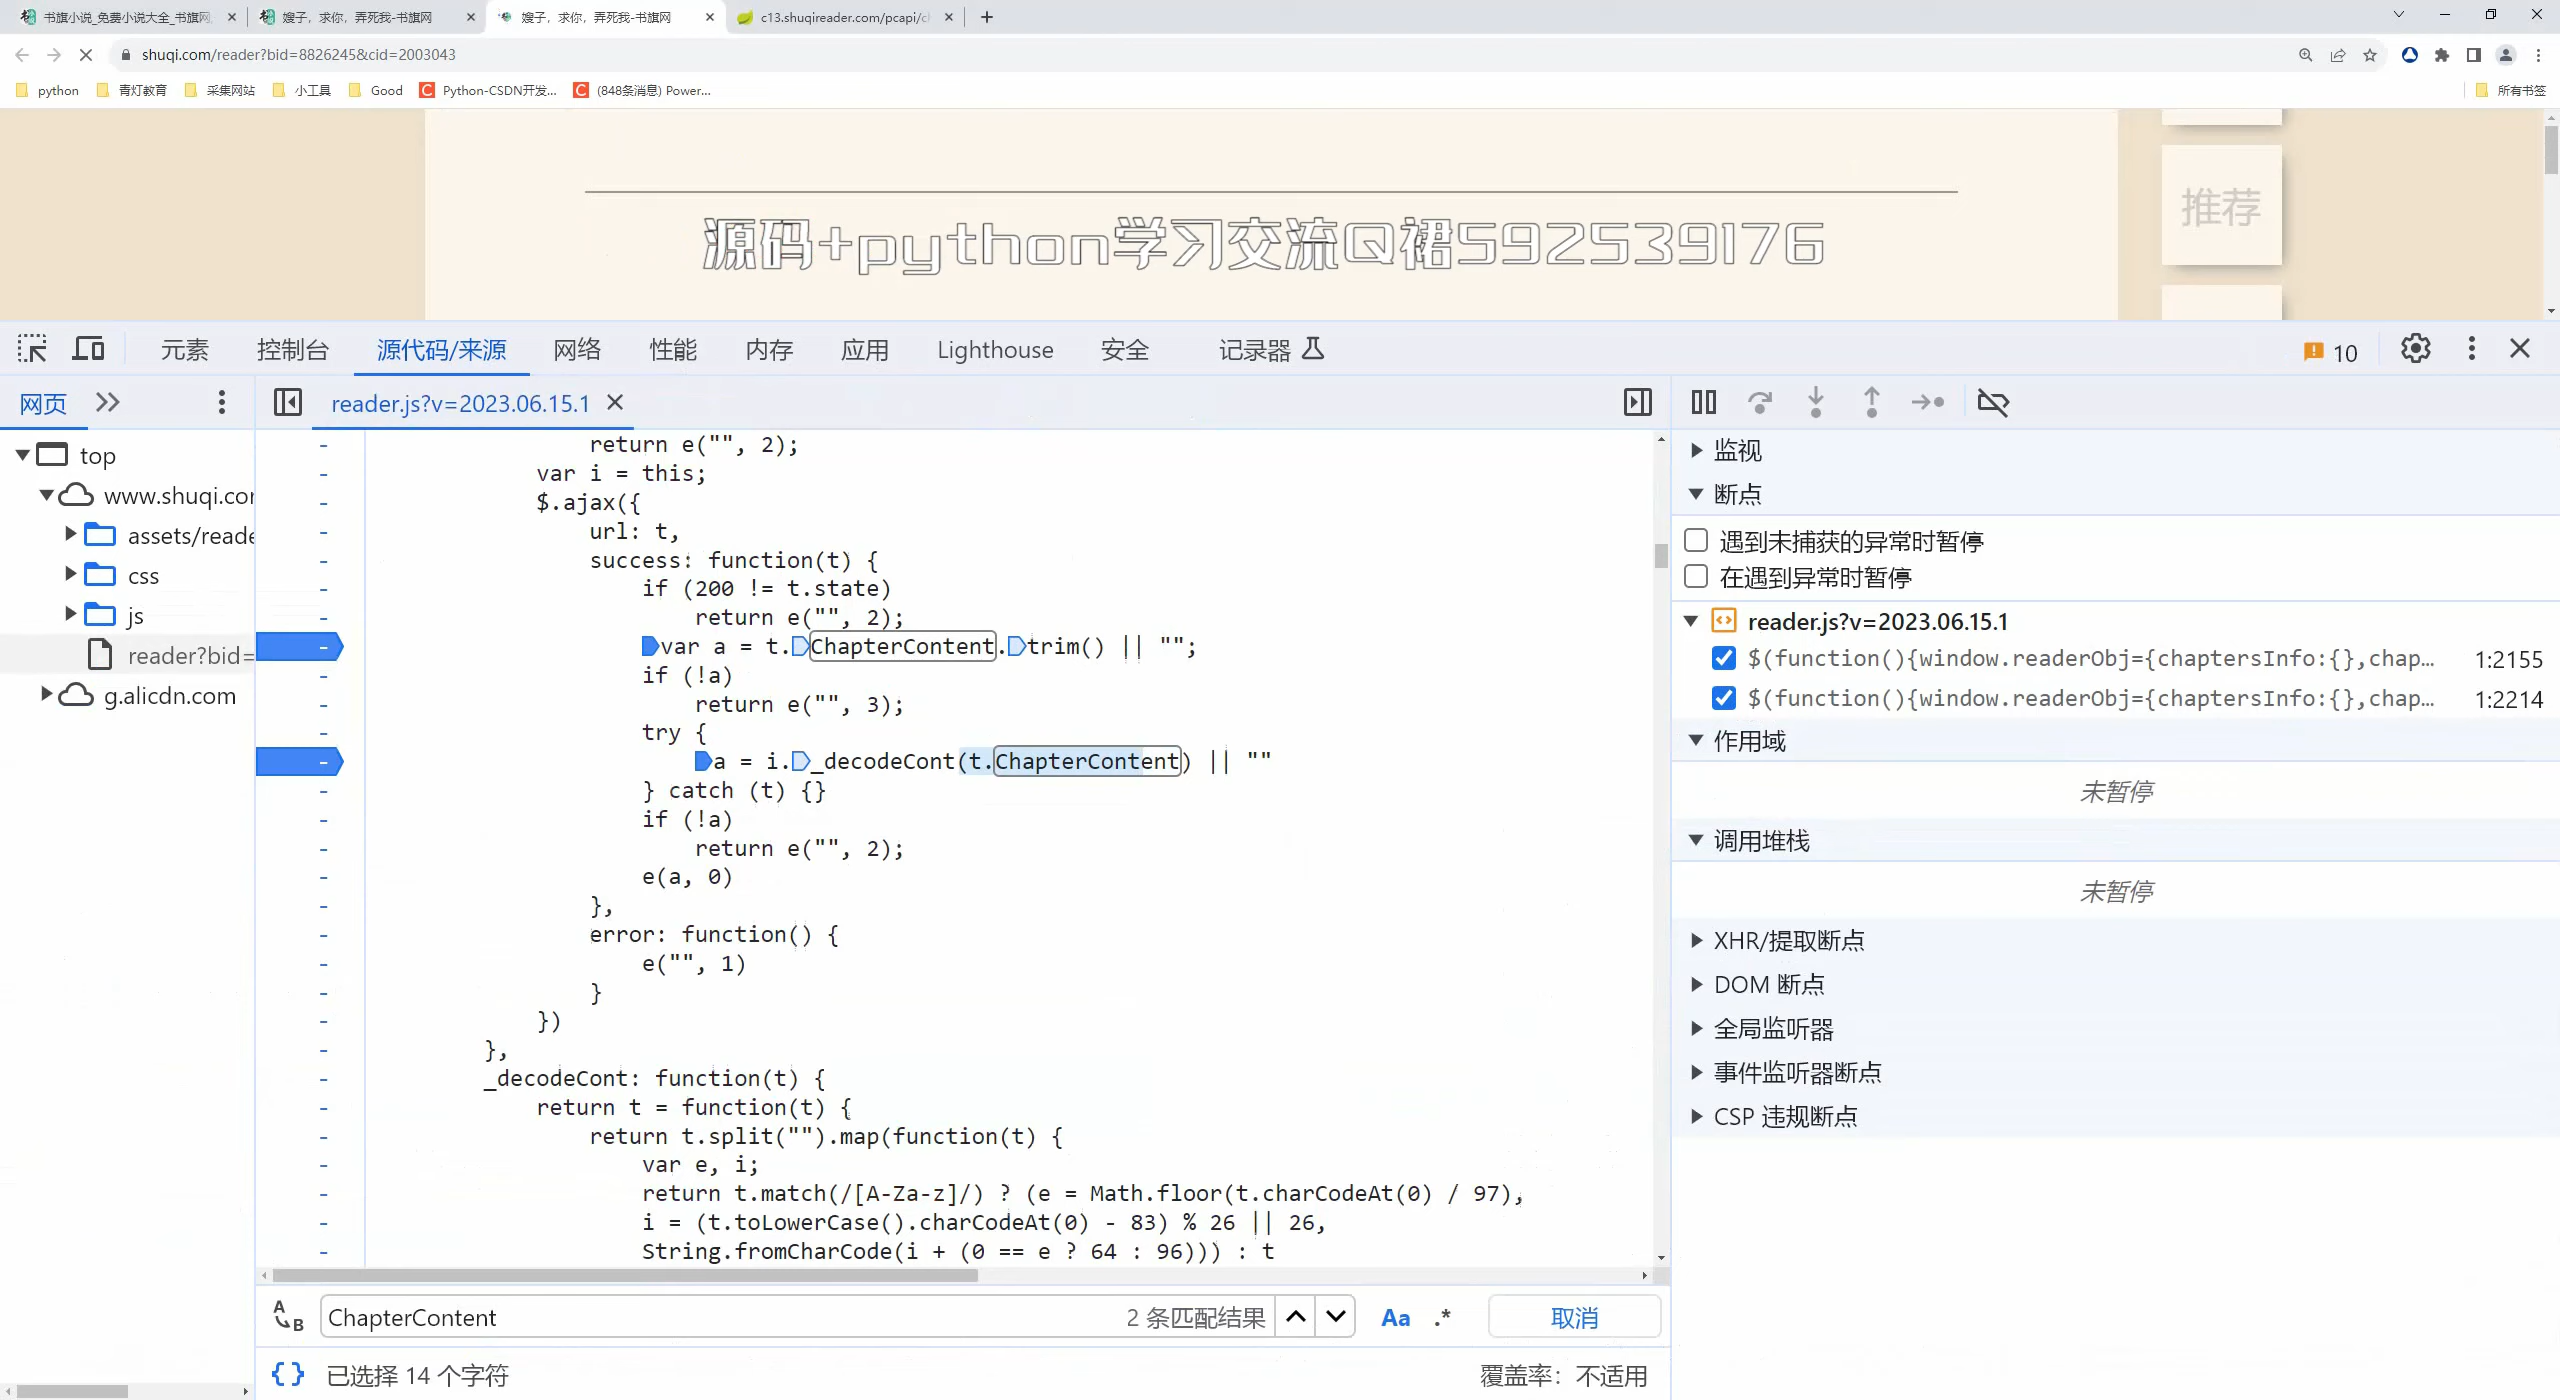 书旗小说_免费小说大全_书旗网
嫂子，求你，弄死我-书旗网
嫂子，求你，弄死我-书旗网
c13.shuqireader.com/pcapi/c
shuqi.com/reader?bid=8826245&cid=2003043
python
青灯教育
采集网站
小工具
Good
Python-CSDN开发...
(848条消息) Power...
所有书签
推荐
源码+python学习交流Q裙592539176
元素 控制台 源代码/来源 网络 性能 内存 应用 Lighthouse 安全 记录器 10
网页
reader.js?v=2023.06.15.1
top
www.shuqi.cor
assets/reade
css
js
reader?bid=
g.alicdn.com
return e("", 2);
var i = this;
$.ajax({
url: t,
success: function(t) {
if (200 != t.state)
return e("", 2);
var a = t.ChapterContent.trim() || "";
if (!a)
return e("", 3);
try {
a = i._decodeCont(t.ChapterContent) || ""
} catch (t) {}
if (!a)
return e("", 2);
e(a, 0)
},
error: function() {
e("", 1)
}
})
},
_decodeCont: function(t) {
return t = function(t) {
return t.split("").map(function(t) {
var e, i;
return t.match(/[A-Za-z]/) ? (e = Math.floor(t.charCodeAt(0) / 97),
i = (t.toLowerCase().charCodeAt(0) - 83) % 26 || 26,
String.fromCharCode(i + (0 == e ? 64 : 96))) : t
ChapterContent
2 条匹配结果
Aa .*
取消
{} 已选择 14 个字符
覆盖率：不适用
监视
断点
遇到未捕获的异常时暂停
在遇到异常时暂停
reader.js?v=2023.06.15.1
$(function(){window.readerObj={chaptersInfo:{},chap... 1:2155
$(function(){window.readerObj={chaptersInfo:{},chap... 1:2214
作用域
未暂停
调用堆栈
未暂停
XHR/提取断点
DOM 断点
全局监听器
事件监听器断点
CSP 违规断点